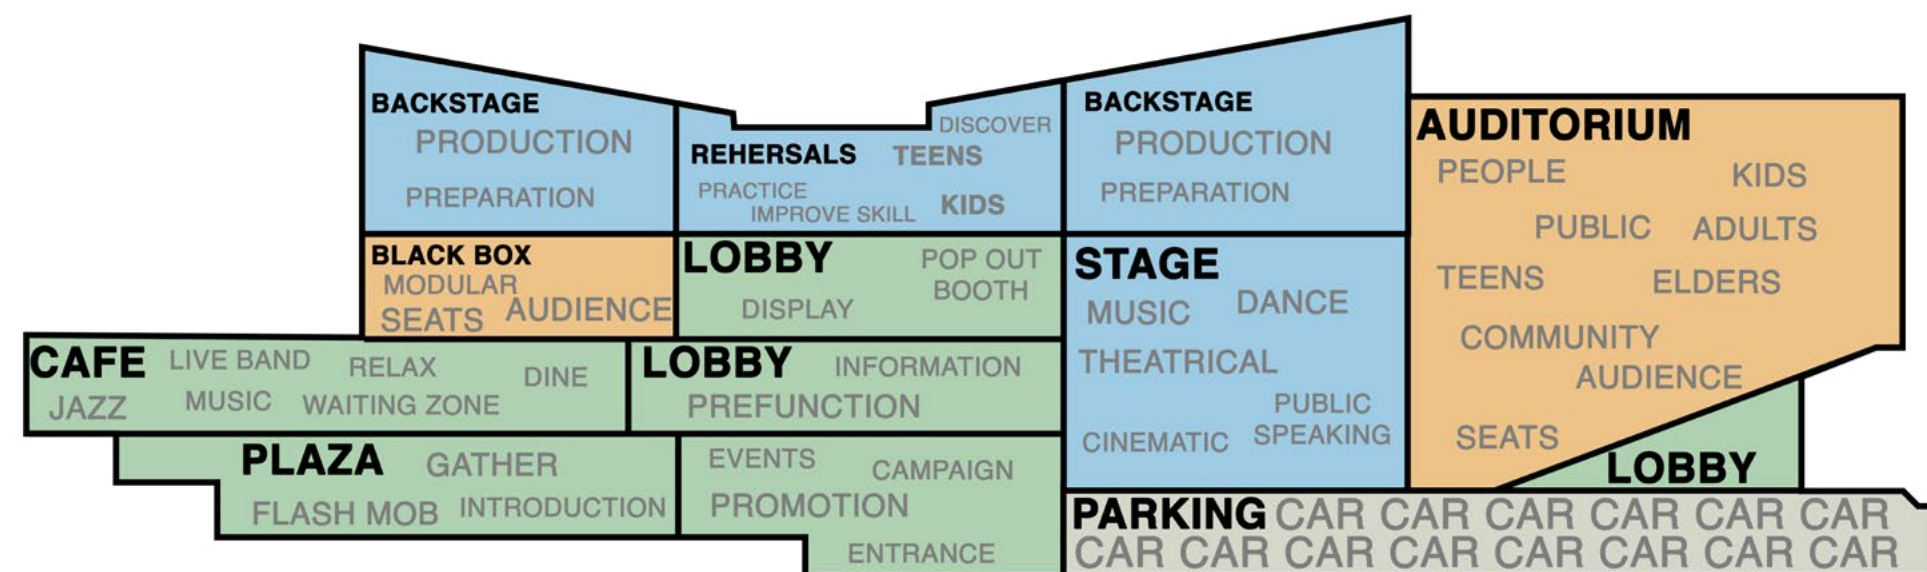 BACKSTAGE
PRODUCTION
PREPARATION
DISCOVER
REHERSALS TEENS
PRACTICE
IMPROVE SKILL KIDS
BACKSTAGE
PRODUCTION
PREPARATION
AUDITORIUM
PEOPLE KIDS
PUBLIC ADULTS
TEENS ELDERS
COMMUNITY
AUDIENCE
SEATS
BLACK BOX
MODULAR
SEATS AUDIENCE
LOBBY POP OUT
BOOTH
DISPLAY
STAGE
MUSIC DANCE
THEATRICAL
PUBLIC
CINEMATIC SPEAKING
CAFE LIVE BAND RELAX DINE
JAZZ MUSIC WAITING ZONE
LOBBY INFORMATION
PREFUNCTION
PLAZA GATHER
FLASH MOB INTRODUCTION
EVENTS CAMPAIGN
PROMOTION
ENTRANCE
LOBBY
PARKING CAR CAR CAR CAR CAR CAR
CAR CAR CAR CAR CAR CAR CAR CAR